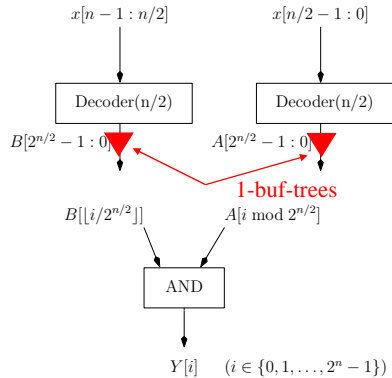 x[n − 1 : n/2] x[n/2 − 1 : 0]
Decoder(n/2) Decoder(n/2)
B[2^{n/2} − 1 : 0] A[2^{n/2} − 1 : 0]
1-buf-trees
B[⌊i/2^{n/2}⌋] A[i mod 2^{n/2}]
AND
Y[i] (i ∈ {0, 1, . . . , 2^n − 1})